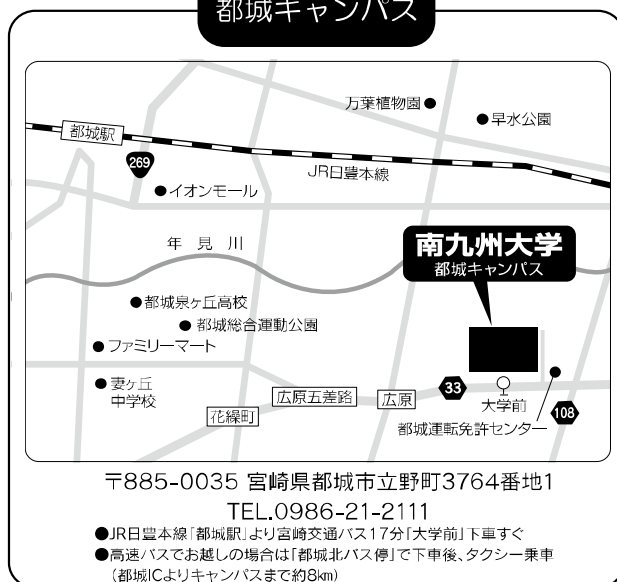 都城キャンパス
万葉植物園
早水公園
都城駅
269
JR日豊本線
イオンモール
年見川
南九州大学
都城キャンパス
都城泉ヶ丘高校
都城総合運動公園
ファミリーマート
妻ヶ丘
中学校
広原五差路
広原
33
花繰町
大学前
108
都城運転免許センター
〒885-0035 宮崎県都城市立野町3764番地1
TEL.0986-21-2111
●JR日豊本線「都城駅」より宮崎交通バス17分「大学前」下車すぐ
●高速バスでお越しの場合は「都城北バス停」で下車後、タクシー乗車
(都城ICよりキャンパスまで約8km)